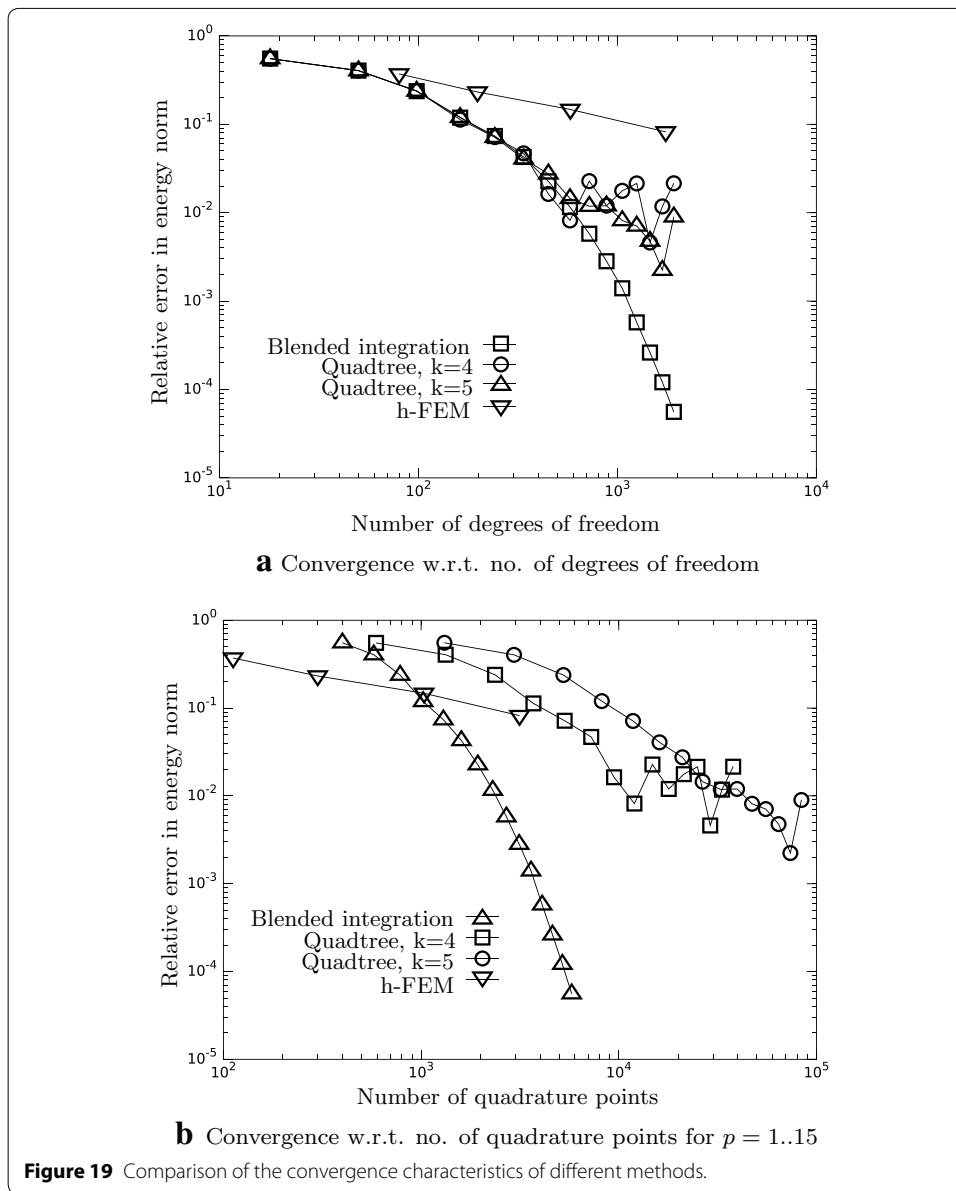 10^0
10^-1
10^-2
10^-3
10^-4
10^-5
Relative error in energy norm
Blended integration
Quadtree, k=4
Quadtree, k=5
h-FEM
10^1 10^2 10^3 10^4
Number of degrees of freedom
a Convergence w.r.t. no. of degrees of freedom
10^0
10^-1
10^-2
10^-3
10^-4
10^-5
Relative error in energy norm
Blended integration
Quadtree, k=4
Quadtree, k=5
h-FEM
10^2 10^3 10^4 10^5
Number of quadrature points
b Convergence w.r.t. no. of quadrature points for p = 1..15
Figure 19 Comparison of the convergence characteristics of different methods.